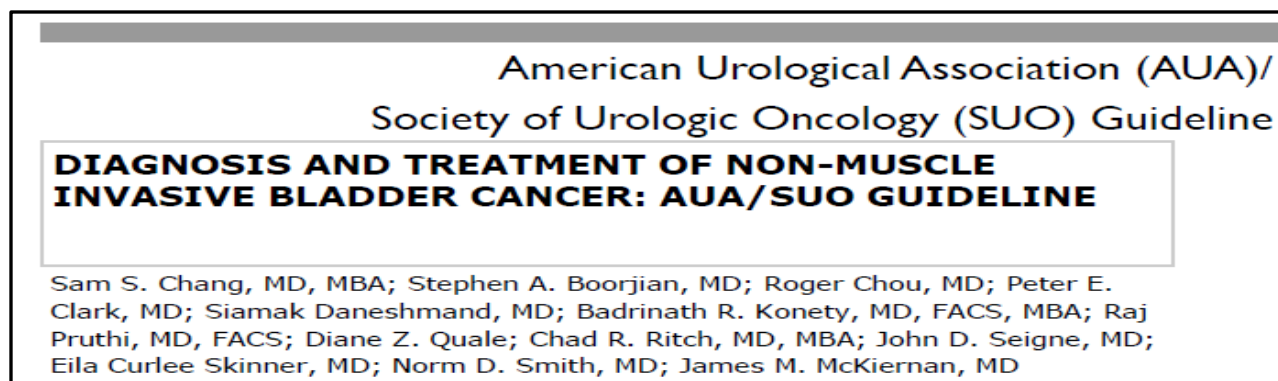 American Urological Association (AUA)/
Society of Urologic Oncology (SUO) Guideline
DIAGNOSIS AND TREATMENT OF NON-MUSCLE
INVASIVE BLADDER CANCER: AUA/SUO GUIDELINE
Sam S. Chang, MD, MBA; Stephen A. Boorjian, MD; Roger Chou, MD; Peter E.
Clark, MD; Siamak Daneshmand, MD; Badrinath R. Konety, MD, FACS, MBA; Raj
Pruthi, MD, FACS; Diane Z. Quale; Chad R. Ritch, MD, MBA; John D. Seigne, MD;
Eila Curlee Skinner, MD; Norm D. Smith, MD; James M. McKiernan, MD